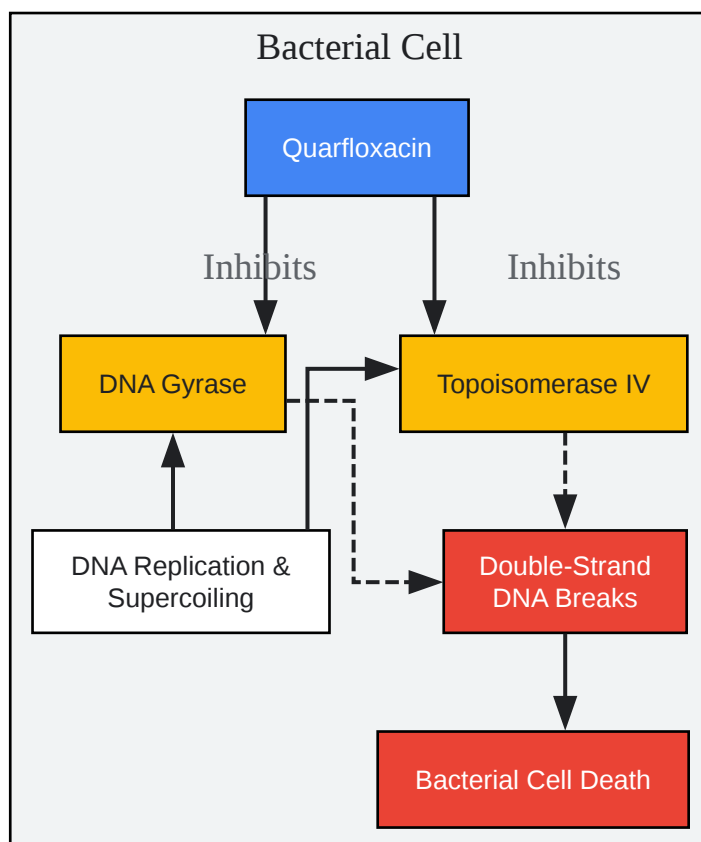 Bacterial Cell
Quarfloxacin
Inhibits
Inhibits
DNA Gyrase
Topoisomerase IV
DNA Replication &
Supercoiling
Double-Strand
DNA Breaks
Bacterial Cell Death